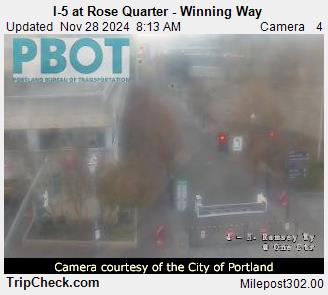 I-5 at Rose Quarter - Winning Way
Updated Nov 28 2024 8:13 AM Camera 4
PBOT
PORTLAND BUREAU OF TRANSPORTATION
Camera courtesy of the City of Portland
TripCheck.com Milepost302.00